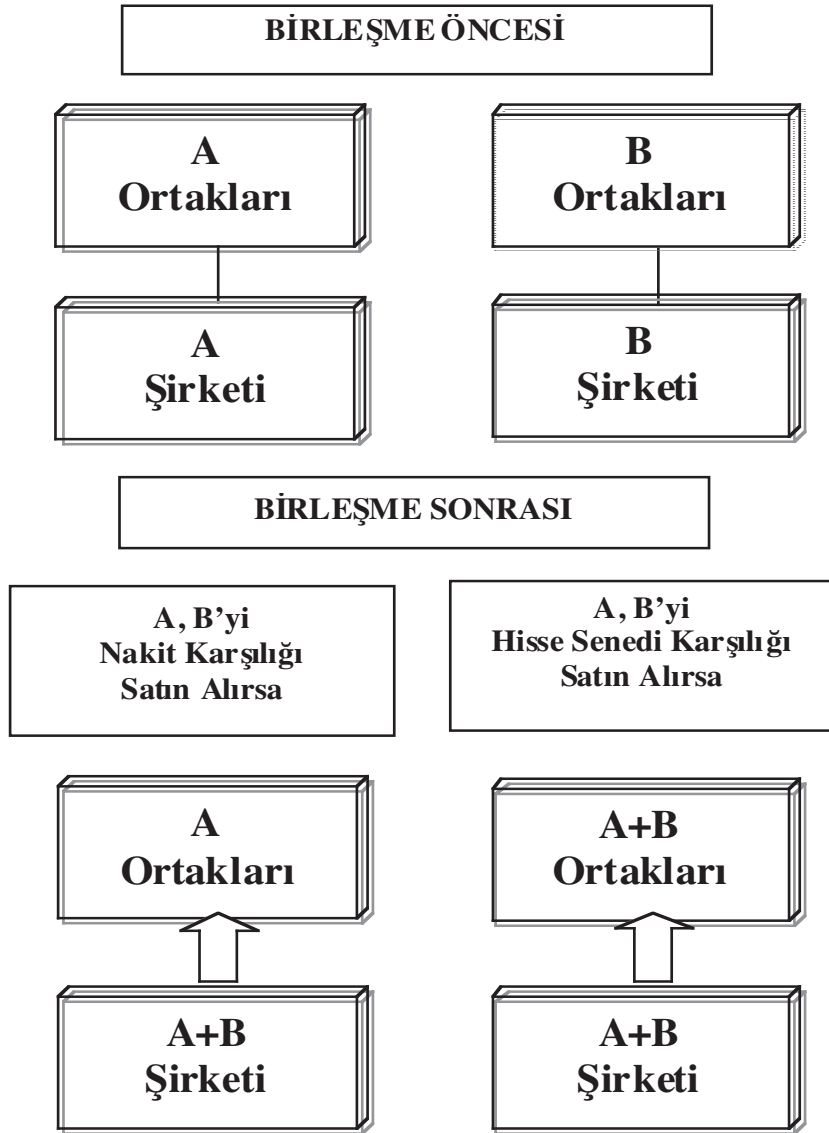 BİRLEŞME ÖNCESİ
A
Ortakları
B
Ortakları
A
Şirketi
B
Şirketi
BİRLEŞME SONRASI
A, B’yi
Nakit Karşılığı
Satın Alırsa
A, B’yi
Hisse Senedi Karşılığı
Satın Alırsa
A
Ortakları
A+B
Ortakları
A+B
Şirketi
A+B
Şirketi